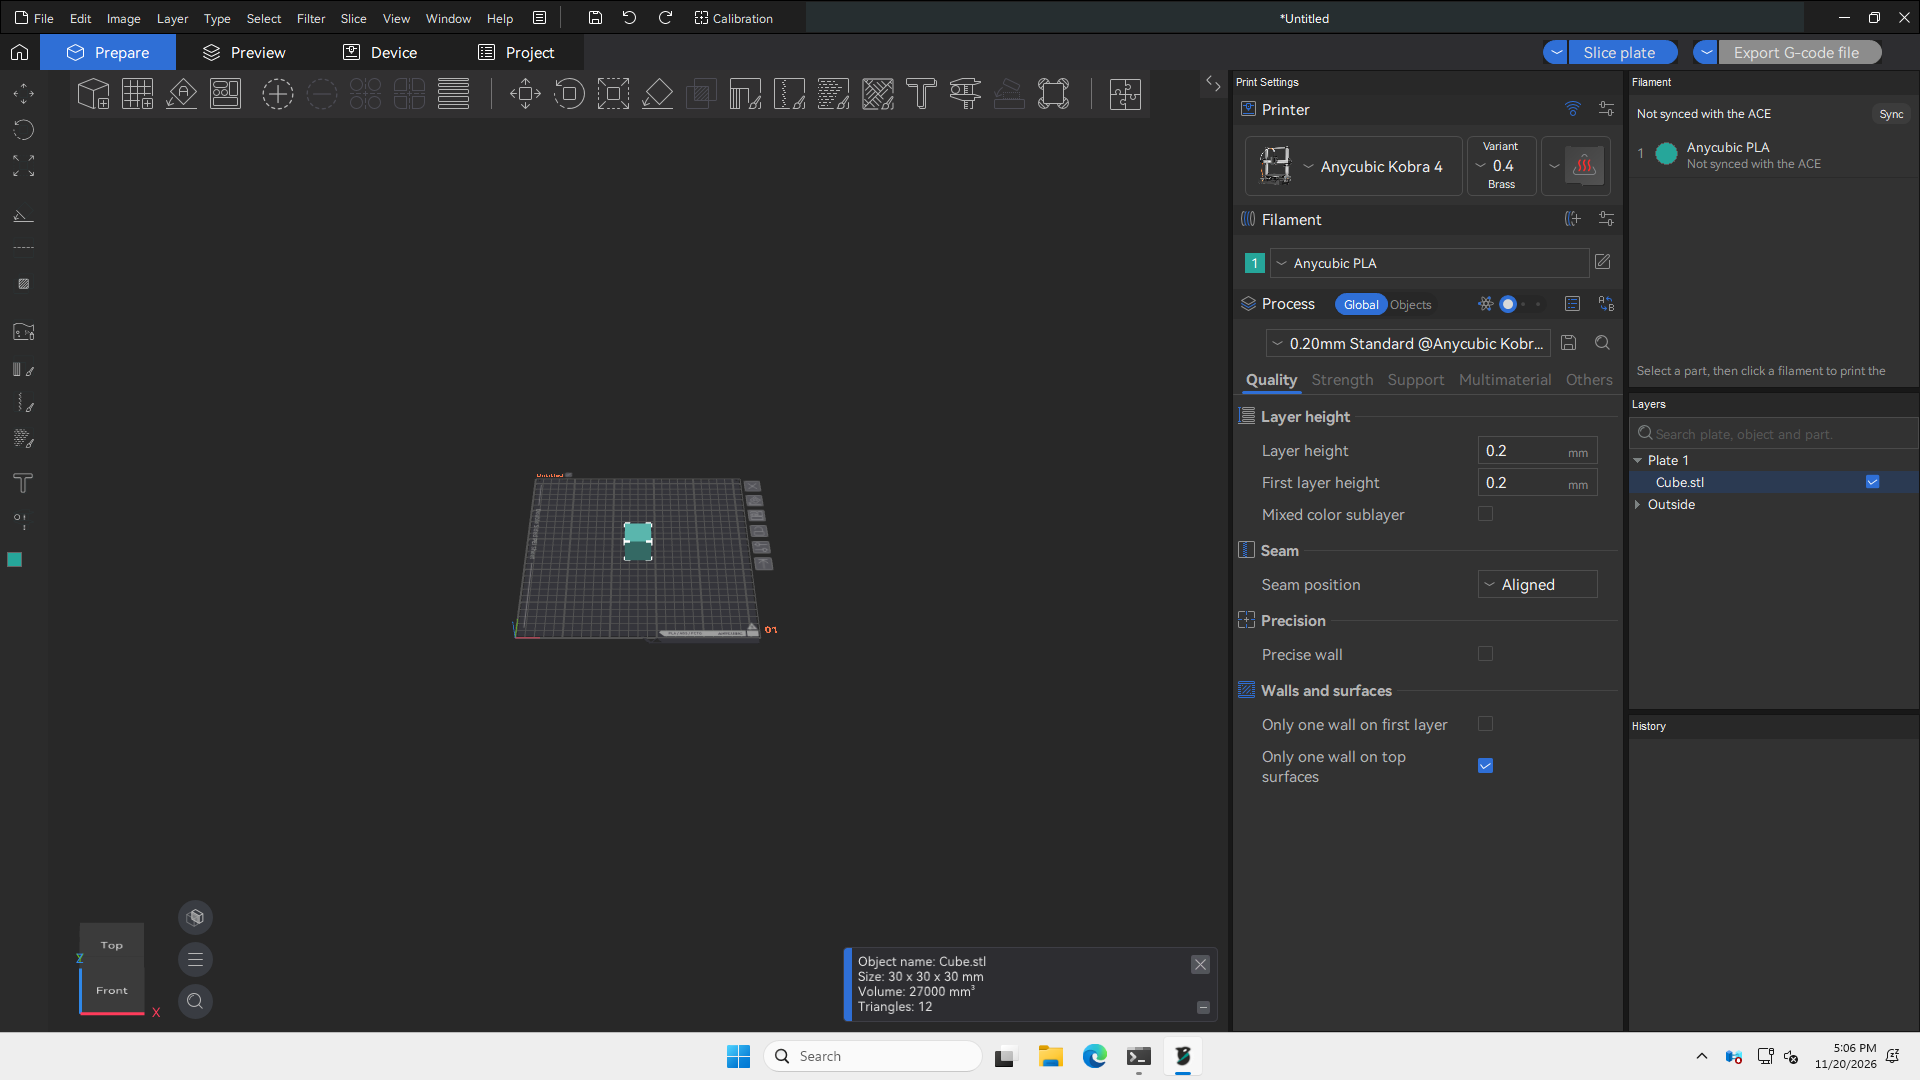 File Edit Image Layer Type Select Filter Slice View Window Help Calibration *Untitled
Prepare Preview Device Project Slice plate Export G-code file
Print Settings
Printer
Anycubic Kobra 4
Variant
0.4
Brass
Filament
1 Anycubic PLA
Process Global Objects
0.20mm Standard @Anycubic Kobr...
Quality Strength Support Multimaterial Others
Layer height
Layer height 0.2 mm
First layer height 0.2 mm
Mixed color sublayer
Seam
Seam position Aligned
Precision
Precise wall
Walls and surfaces
Only one wall on first layer
Only one wall on top
surfaces
Filament
Not synced with the ACE Sync
1 Anycubic PLA
Not synced with the ACE
Select a part, then click a filament to print the
Layers
Search plate, object and part.
Plate 1
Cube.stl
Outside
History
Untitled
01
Top
Front
Y
X
Object name: Cube.stl
Size: 30 x 30 x 30 mm
Volume: 27000 mm³
Triangles: 12
Search
5:06 PM
11/20/2026